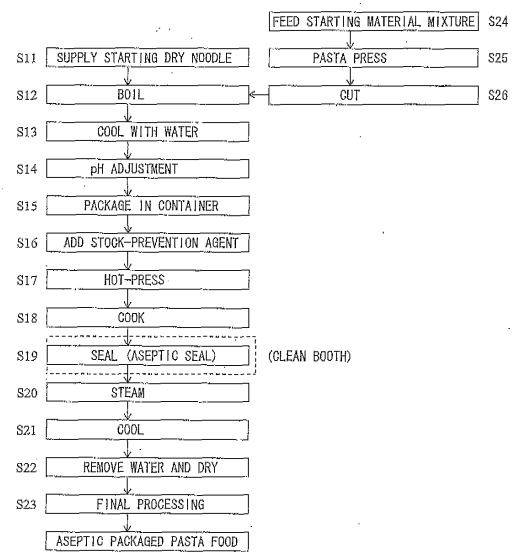 FEED STARTING MATERIAL MIXTURE S24
S11 SUPPLY STARTING DRY NOODLE PASTA PRESS S25
S12 BOIL CUT S26
S13 COOL WITH WATER
S14 pH ADJUSTMENT
S15 PACKAGE IN CONTAINER
S16 ADD STOCK-PREVENTION AGENT
S17 HOT-PRESS
S18 COOK
S19 SEAL (ASEPTIC SEAL) (CLEAN BOOTH)
S20 STEAM
S21 COOL
S22 REMOVE WATER AND DRY
S23 FINAL PROCESSING
ASEPTIC PACKAGED PASTA FOOD